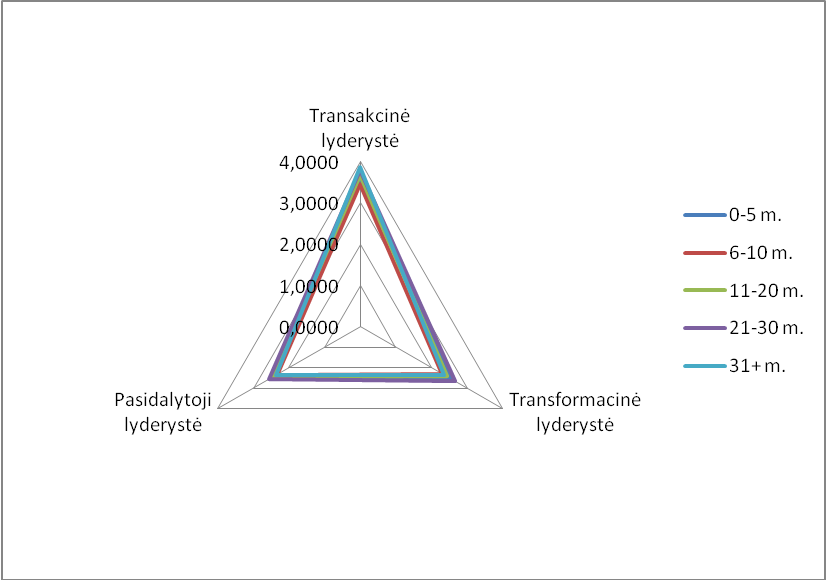 Transakcinė
lyderystė
4,0000
3,0000
2,0000
1,0000
0,0000
Pasidalytoji
lyderystė
Transformacinė
lyderystė
0-5 m.
6-10 m.
11-20 m.
21-30 m.
31+ m.